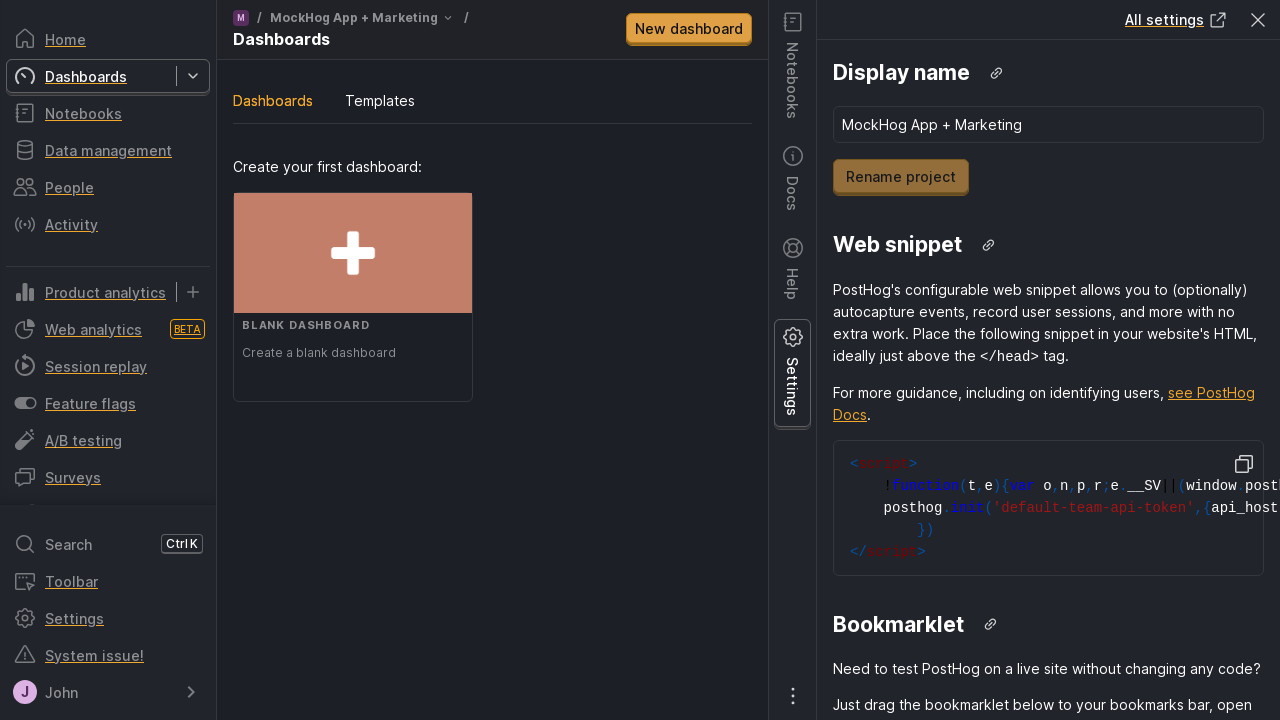 Home
Dashboards
Notebooks
Data management
People
Activity
Product analytics
Web analytics BETA
Session replay
Feature flags
A/B testing
Surveys
Search Ctrl K
Toolbar
Settings
System issue!
J John
M / MockHog App + Marketing /
Dashboards
New dashboard
Dashboards Templates
Create your first dashboard:
BLANK DASHBOARD
Create a blank dashboard
Notebooks
Docs
Help
Settings
All settings
Display name
MockHog App + Marketing
Rename project
Web snippet
PostHog's configurable web snippet allows you to (optionally)
autocapture events, record user sessions, and more with no
extra work. Place the following snippet in your website's HTML,
ideally just above the </head> tag.
For more guidance, including on identifying users, see PostHog
Docs.
<script>
!function(t,e){var o,n,p,r;e.__SV||(window.posth
posthog.init('default-team-api-token',{api_host
})
</script>
Bookmarklet
Need to test PostHog on a live site without changing any code?
Just drag the bookmarklet below to your bookmarks bar, open